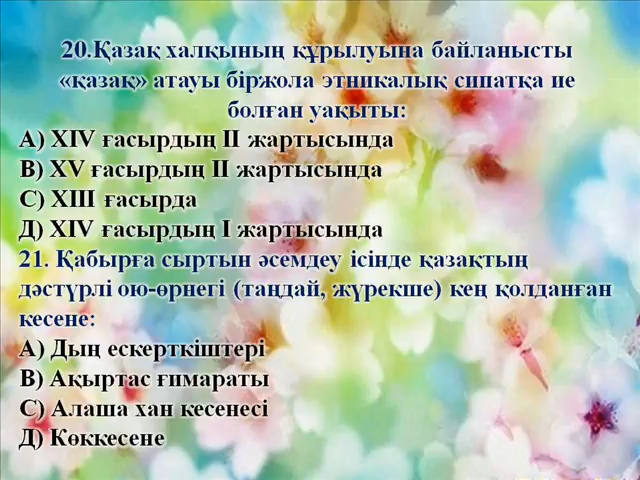 20.Қазақ халқының құрылуына байланысты
«қазақ» атауы біржола этникалық сипатқа ие
болған уақыты:
А) XIV ғасырдың II жартысында
В) XV ғасырдың II жартысында
С) XIII ғасырда
Д) XIV ғасырдың I жартысында
21. Қабырға сыртын әсемдеу ісінде қазақтың
дәстүрлі ою-өрнегі (таңдай, жүрекше) кең қолданған
кесене:
А) Дың ескерткіштері
В) Ақыртас ғимараты
С) Алаша хан кесенесі
Д) Көккесене